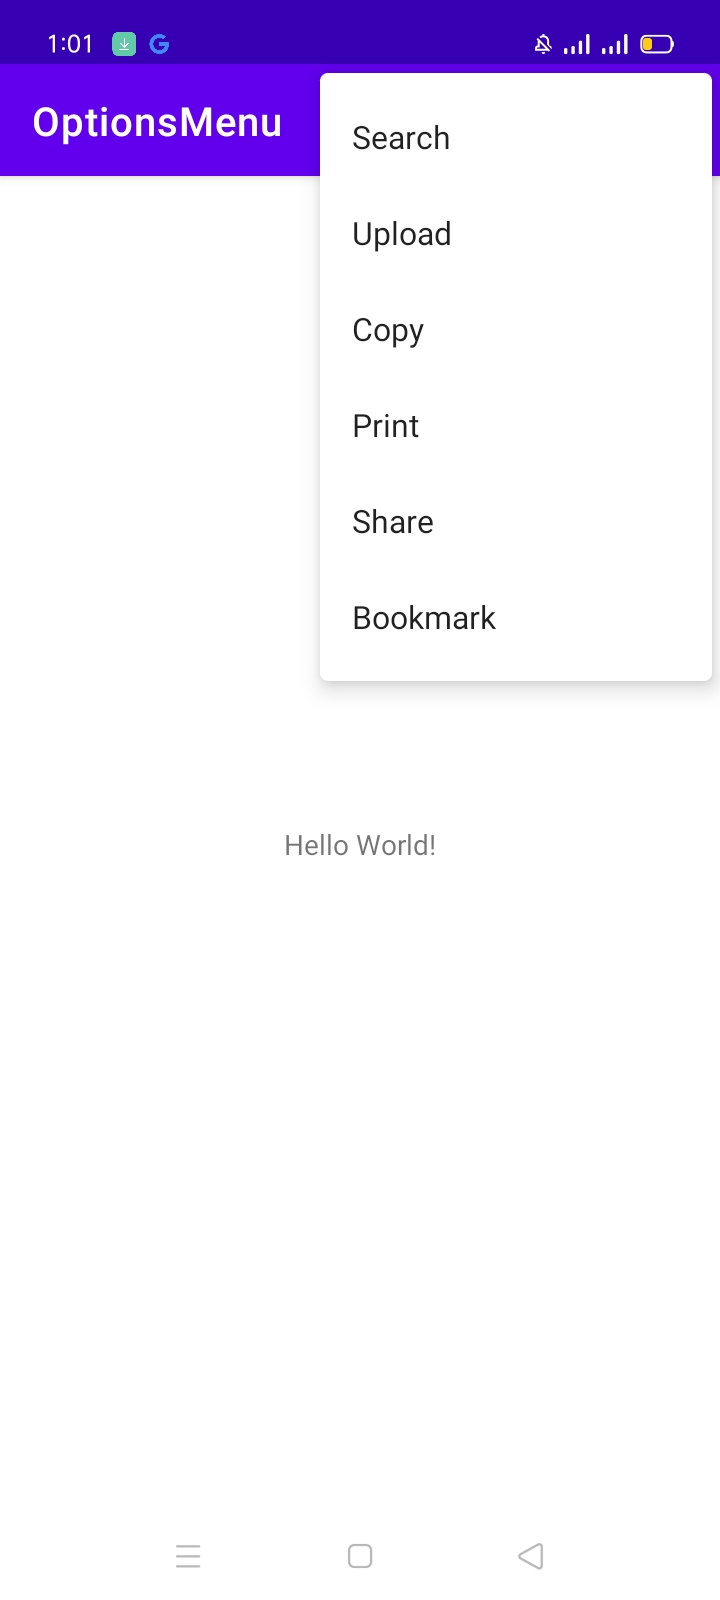 1:01
OptionsMenu
Search
Upload
Copy
Print
Share
Bookmark
Hello World!